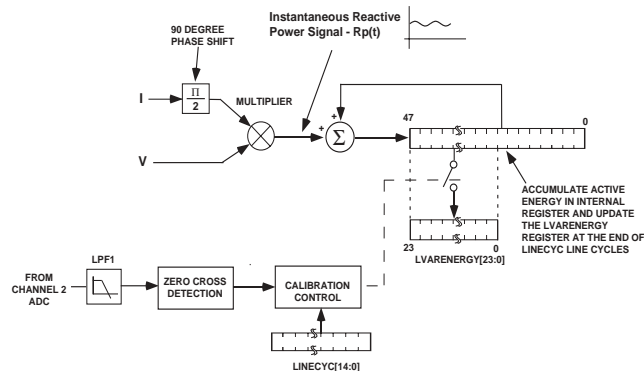 90 DEGREE
PHASE SHIFT
Instantaneous Reactive
Power Signal - Rp(t)
I
Π
2
MULTIPLIER
V
+
+
Σ
47
0
ACCUMULATE ACTIVE
ENERGY IN INTERNAL
REGISTER AND UPDATE
THE LVARENERGY
REGISTER AT THE END OF
LINECYC LINE CYCLES
23
0
LVARENERGY[23:0]
FROM
CHANNEL 2
ADC
LPF1
ZERO CROSS
DETECTION
CALIBRATION
CONTROL
LINECYC[14:0]